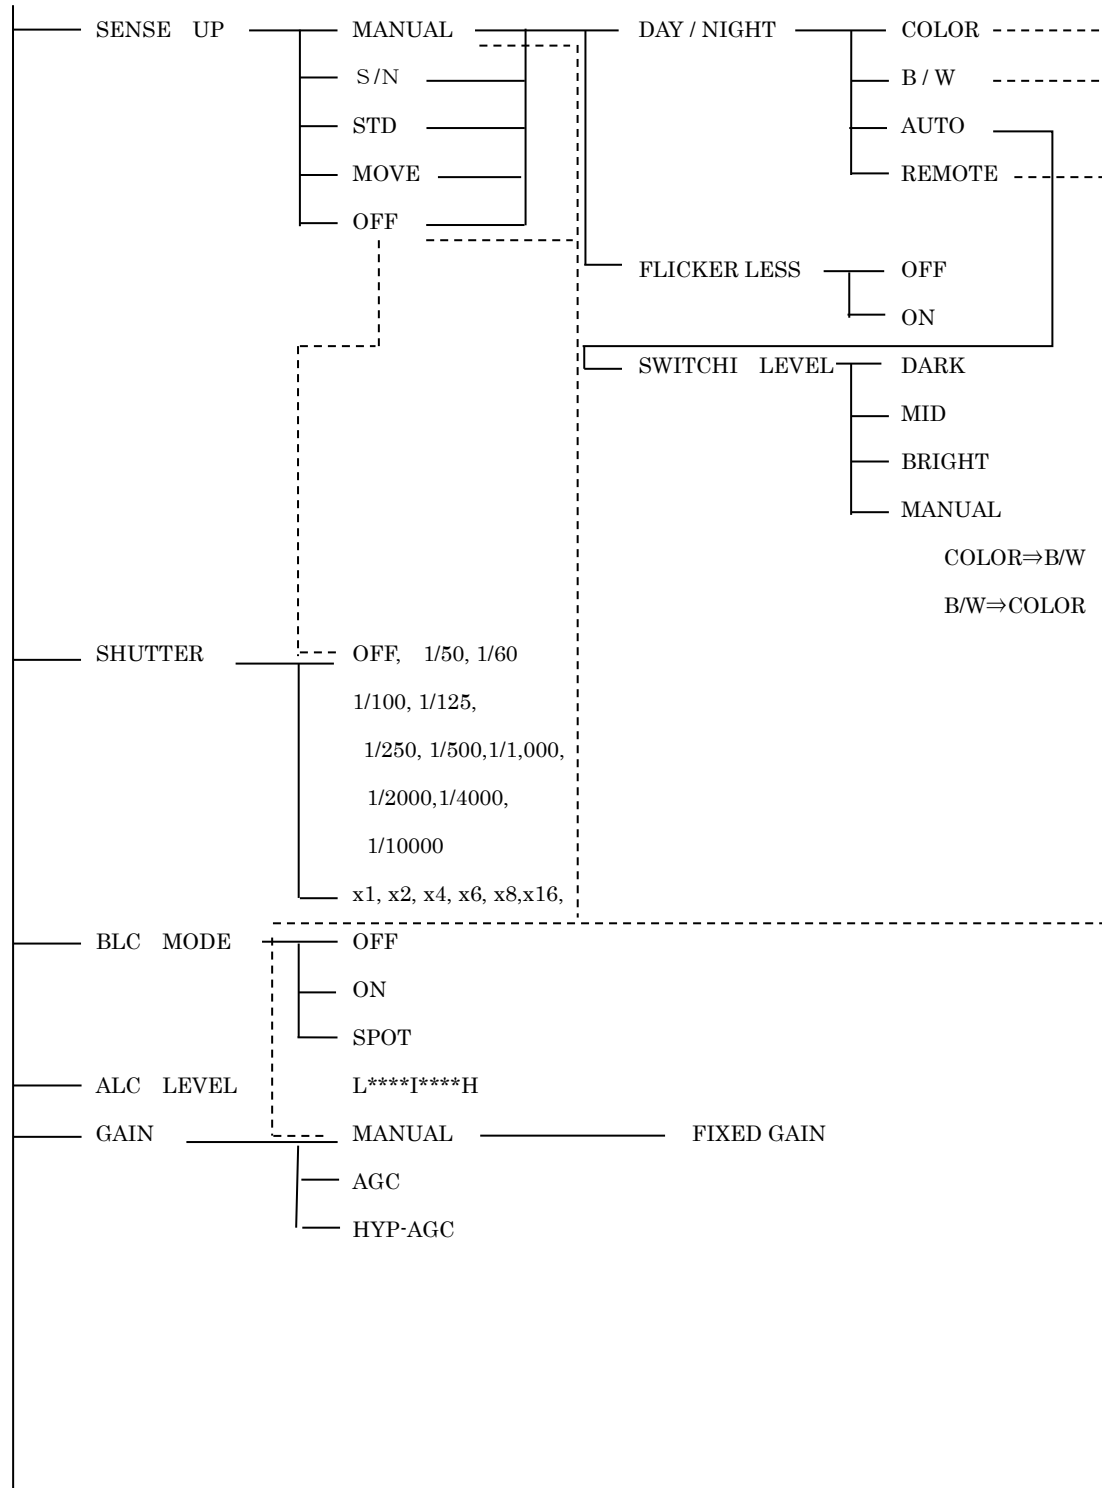 SENSE UP MANUAL DAY / NIGHT COLOR
S/N B / W
STD AUTO
MOVE REMOTE
OFF
FLICKER LESS OFF
ON
SWITCHI LEVEL DARK
MID
BRIGHT
MANUAL
COLOR⇒B/W
B/W⇒COLOR
SHUTTER OFF, 1/50, 1/60
1/100, 1/125,
1/250, 1/500,1/1,000,
1/2000,1/4000,
1/10000
x1, x2, x4, x6, x8,x16,
BLC MODE OFF
ON
SPOT
ALC LEVEL L****I****H
GAIN MANUAL FIXED GAIN
AGC
HYP-AGC